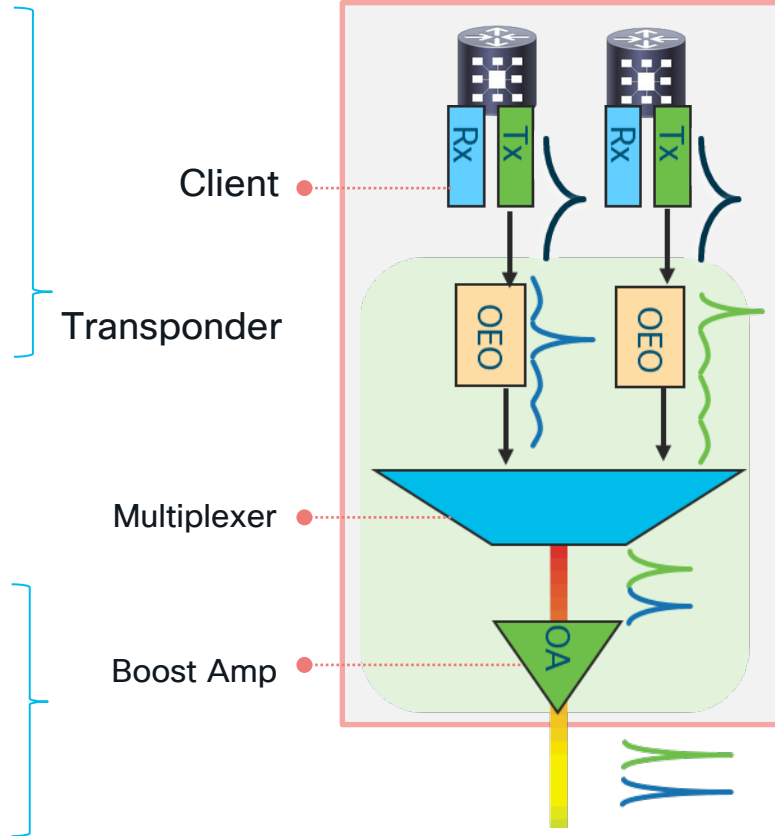 Rx
Tx
Rx
Tx
Client
Transponder
OEO
OEO
Multiplexer
OA
Boost Amp